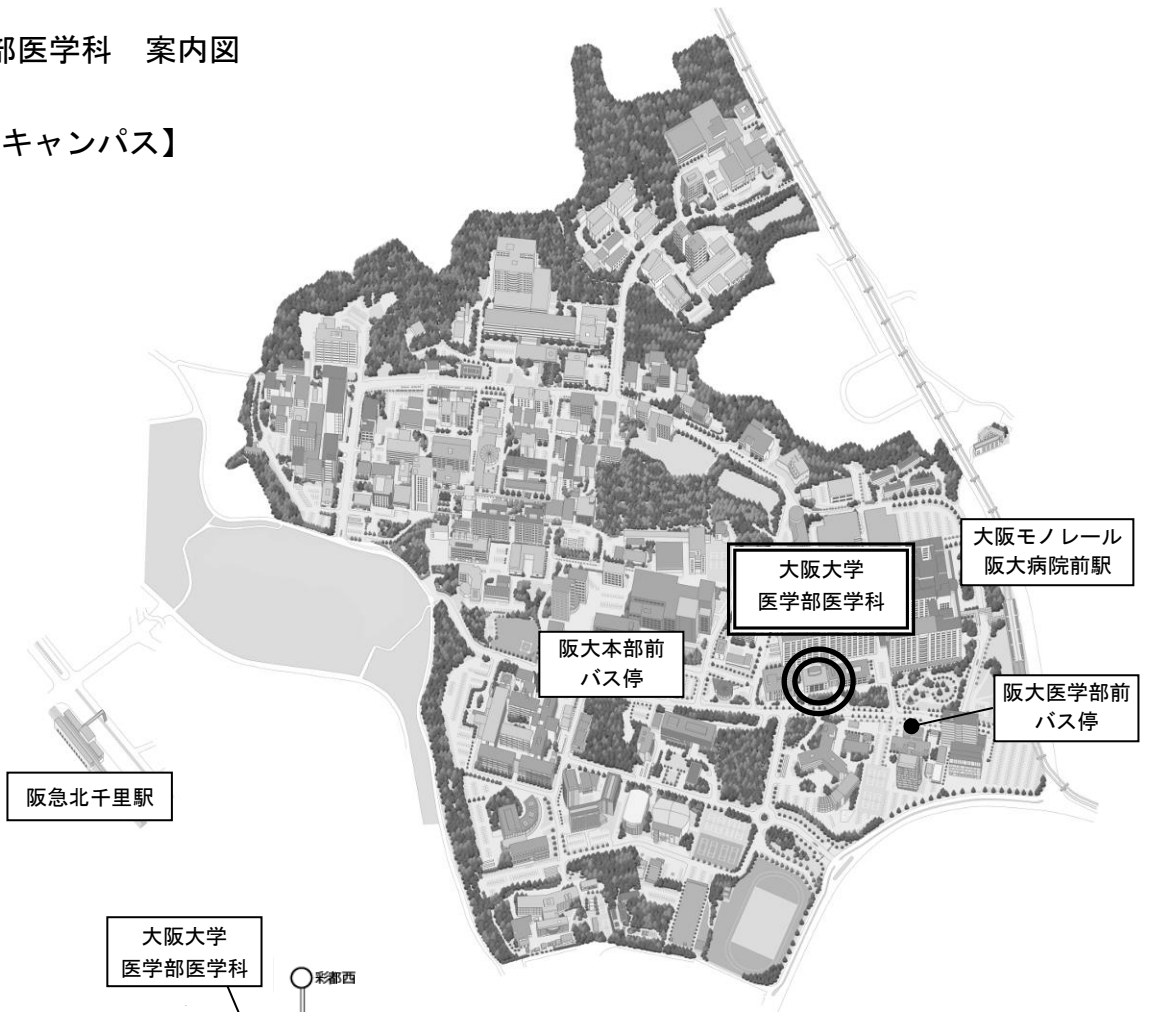 部医学科　案内図
キャンパス】
大阪モノレール
阪大病院前駅
大阪大学
医学部医学科
阪大本部前
バス停
阪大医学部前
バス停
阪急北千里駅
大阪大学
医学部医学科
彩都西